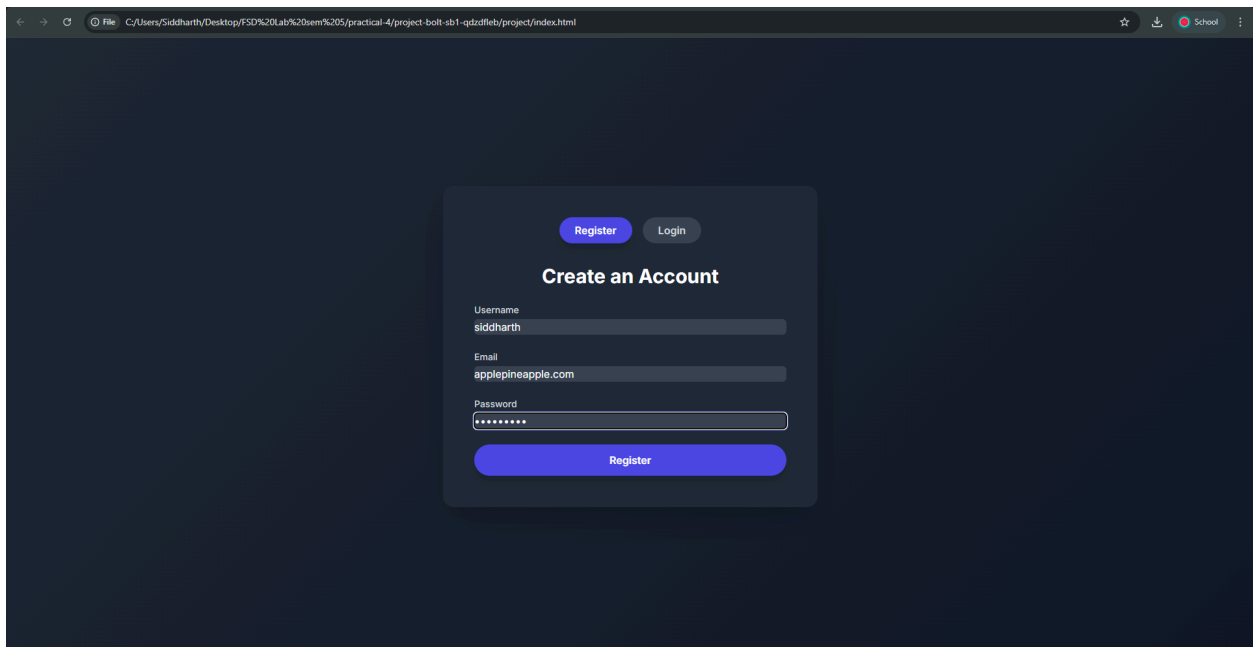 File C:/Users/Siddharth/Desktop/FSD%20Lab%20sem%205/practical-4/project-bolt-sb1-qdzdfleb/project/index.html School
Register Login
Create an Account
Username
siddharth
Email
applepineapple.com
Password
•••••••••
Register